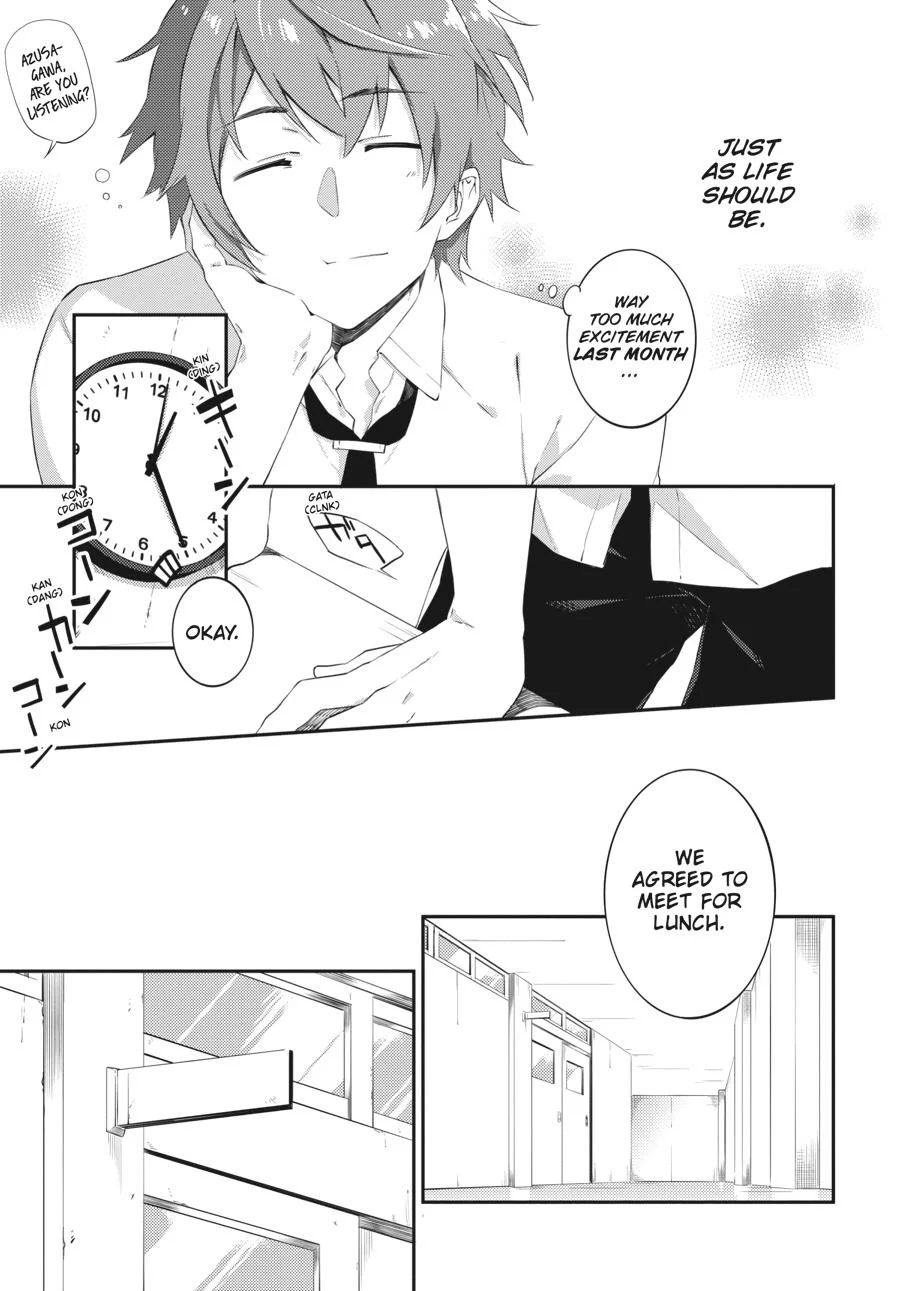 JUST
AS LIFE
SHOULD
BE.
WAY
TOO MUCH
EXCITEMENT
LAST MONTH
...
AZUSA-
GAWA,
ARE YOU
LISTENING?
11
12
10
9
8
7
6
5
4
KIN
(DING)
キーン
KON
(DONG)
コーン
KAN
(DANG)
カーン
KON
コーン
GATA
(CLNK)
ガタ
OKAY.
WE
AGREED TO
MEET FOR
LUNCH.